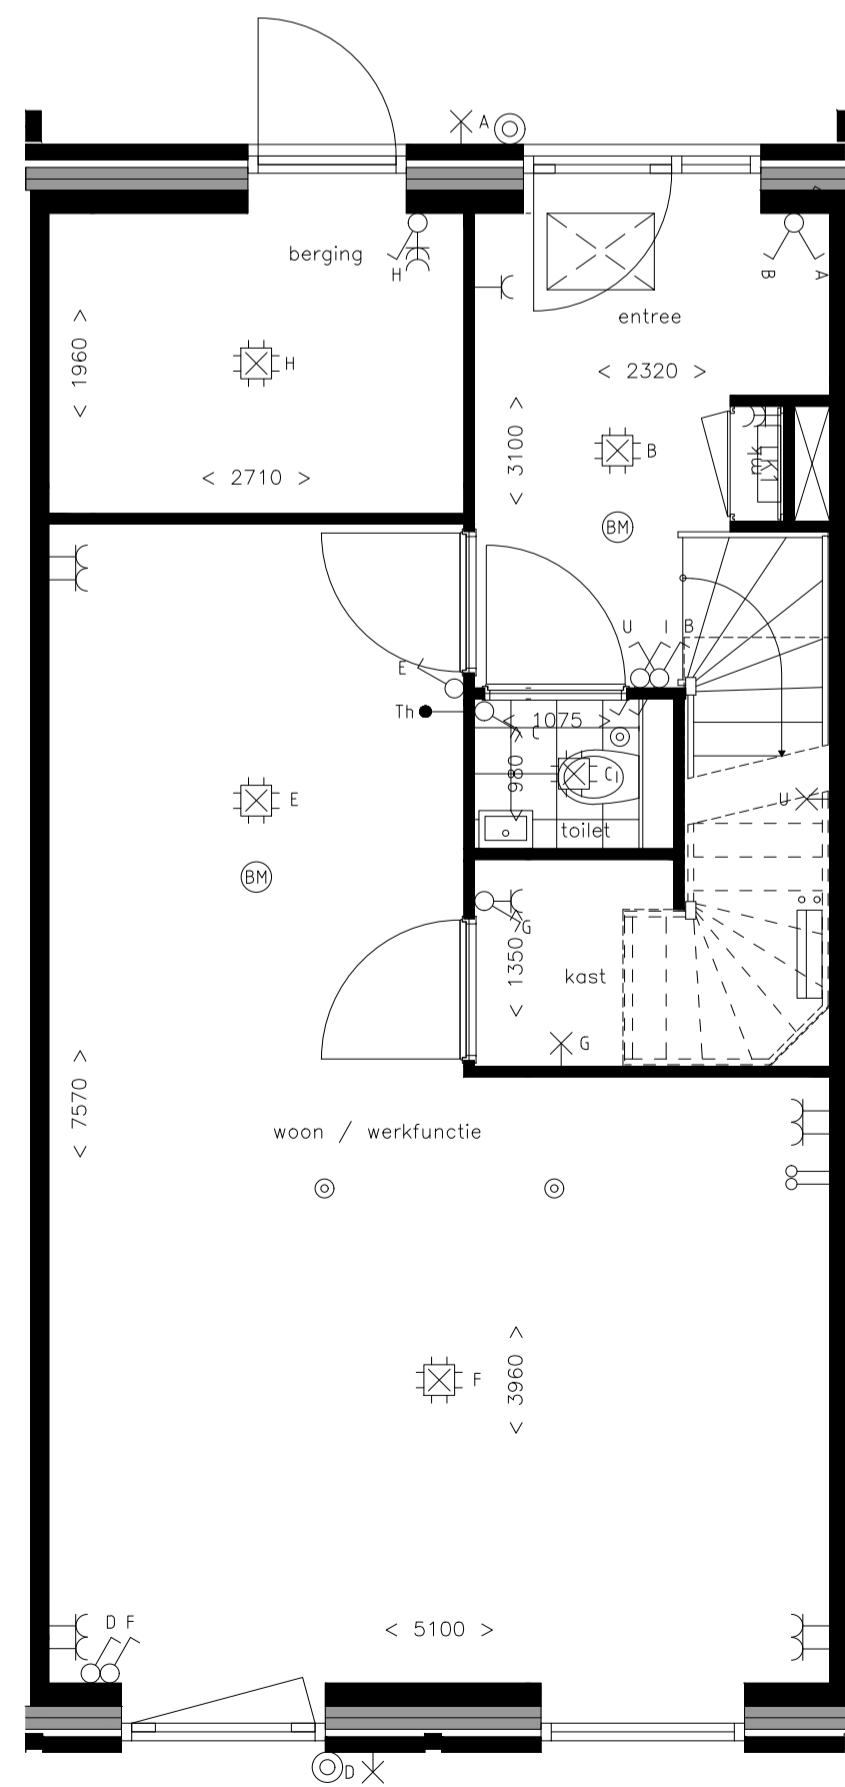 A
berging
H
B
A
entree
< 1960 >
H
< 2320 >
< 3100 >
B
mk
< 2710 >
BM
U I B
E
Th
< 1075 >
C
< 980 >
E
C
U
toilet
BM
G
< 1350 >
kast
G
< 7570 >
woon / werkfunctie
< 3960 >
F
D F
< 5100 >
D